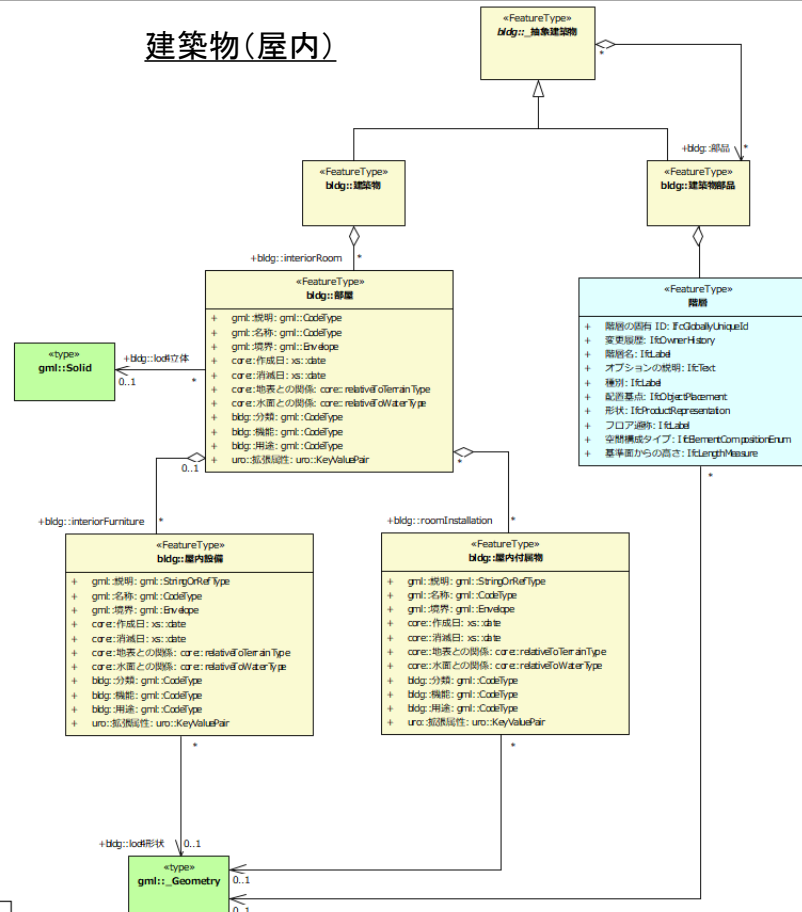 建築物(屋内)
«FeatureType»
bldg::_抽象建築物
*
+bldg::部品
*
«FeatureType»
bldg::建築物
«FeatureType»
bldg::建築物部品
+bldg::interiorRoom
*
«FeatureType»
bldg::部屋
+ gml::説明: gml::CodeType
+ gml::名称: gml::CodeType
+ gml::境界: gml::Envelope
+ core::作成日: xs::date
+ core::消滅日: xs::date
+ core::地表との関係: core::relativeToTerrainType
+ core::水面との関係: core::relativeToWaterType
+ bldg::分類: gml::CodeType
+ bldg::機能: gml::CodeType
+ bldg::用途: gml::CodeType
+ uro::拡張属性: uro::KeyValuePair
«FeatureType»
階層
+ 階層の固有 ID: IfcGloballyUniqueId
+ 変更履歴: IfcOwnerHistory
+ 階層名: IfcLabel
+ オプションの説明: IfcText
+ 種別: IfcLabel
+ 配置基点: IfcObjectPlacement
+ 形状: IfcProductRepresentation
+ フロア通称: IfcLabel
+ 空間構成タイプ: IfcElementCompositionEnum
+ 基準面からの高さ: IfcLengthMeasure
«type»
gml::Solid
+bldg::lod4立体
0..1
*
0..1
*
*
+bldg::interiorFurniture
*
+bldg::roomInstallation
*
«FeatureType»
bldg::屋内設備
+ gml::説明: gml::StringOrRefType
+ gml::名称: gml::CodeType
+ gml::境界: gml::Envelope
+ core::作成日: xs::date
+ core::消滅日: xs::date
+ core::地表との関係: core::relativeToTerrainType
+ core::水面との関係: core::relativeToWaterType
+ bldg::分類: gml::CodeType
+ bldg::機能: gml::CodeType
+ bldg::用途: gml::CodeType
+ uro::拡張属性: uro::KeyValuePair
«FeatureType»
bldg::屋内付属物
+ gml::説明: gml::StringOrRefType
+ gml::名称: gml::CodeType
+ gml::境界: gml::Envelope
+ core::作成日: xs::date
+ core::消滅日: xs::date
+ core::地表との関係: core::relativeToTerrainType
+ core::水面との関係: core::relativeToWaterType
+ bldg::分類: gml::CodeType
+ bldg::機能: gml::CodeType
+ bldg::用途: gml::CodeType
+ uro::拡張属性: uro::KeyValuePair
*
*
+bldg::lod4形状
0..1
«type»
gml::_Geometry
0..1
0..1